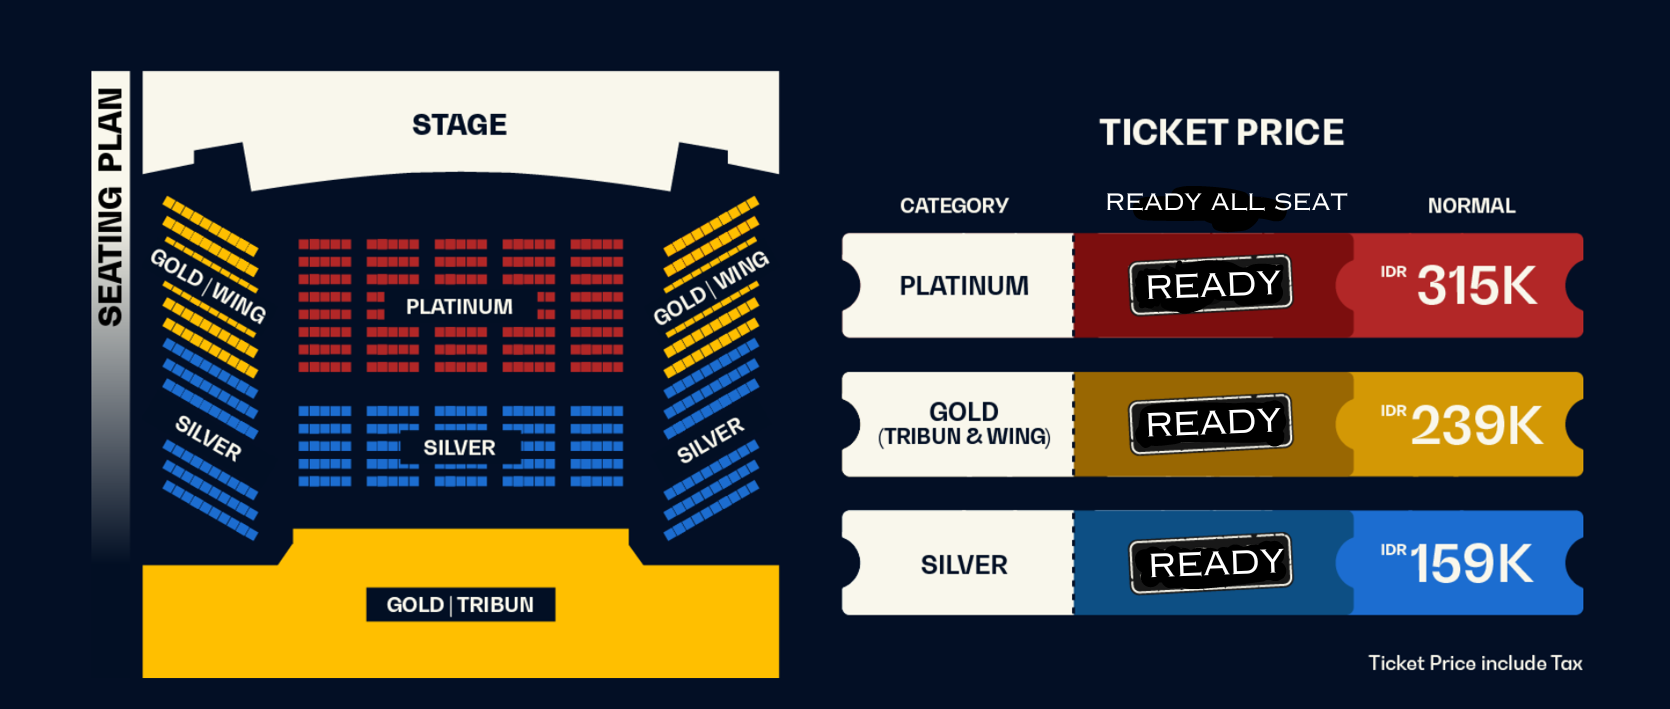 SEATING PLAN
STAGE
GOLD | WING
GOLD | WING
PLATINUM
SILVER
SILVER
SILVER
GOLD | TRIBUN
TICKET PRICE
CATEGORY
READY ALL SEAT
NORMAL
PLATINUM
READY
IDR 315K
GOLD
(TRIBUN & WING)
READY
IDR 239K
SILVER
READY
IDR 159K
Ticket Price include Tax